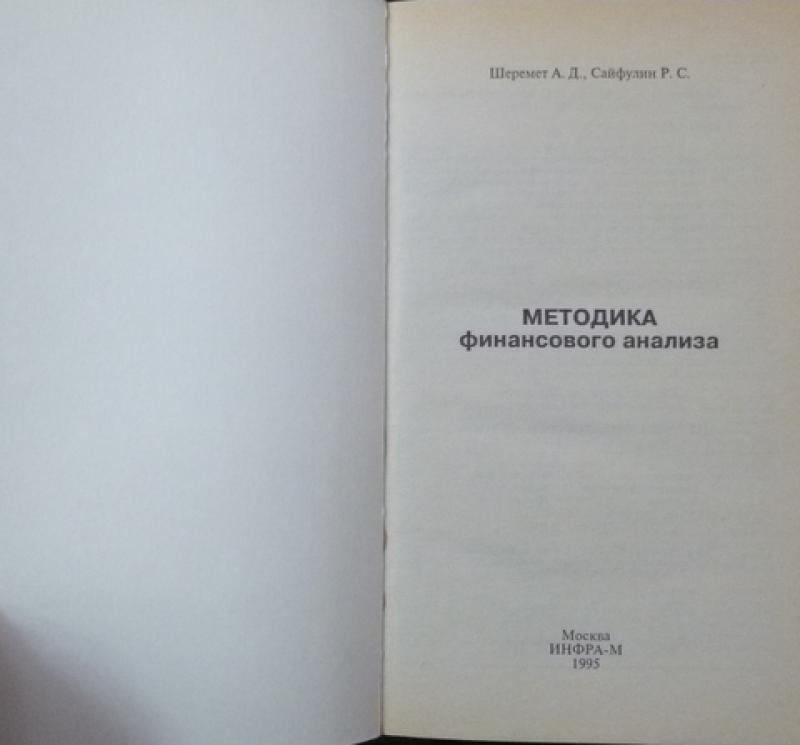 Шеремет А. Д., Сайфулин Р. С.
МЕТОДИКА
финансового анализа
Москва
ИНФРА-М
1995